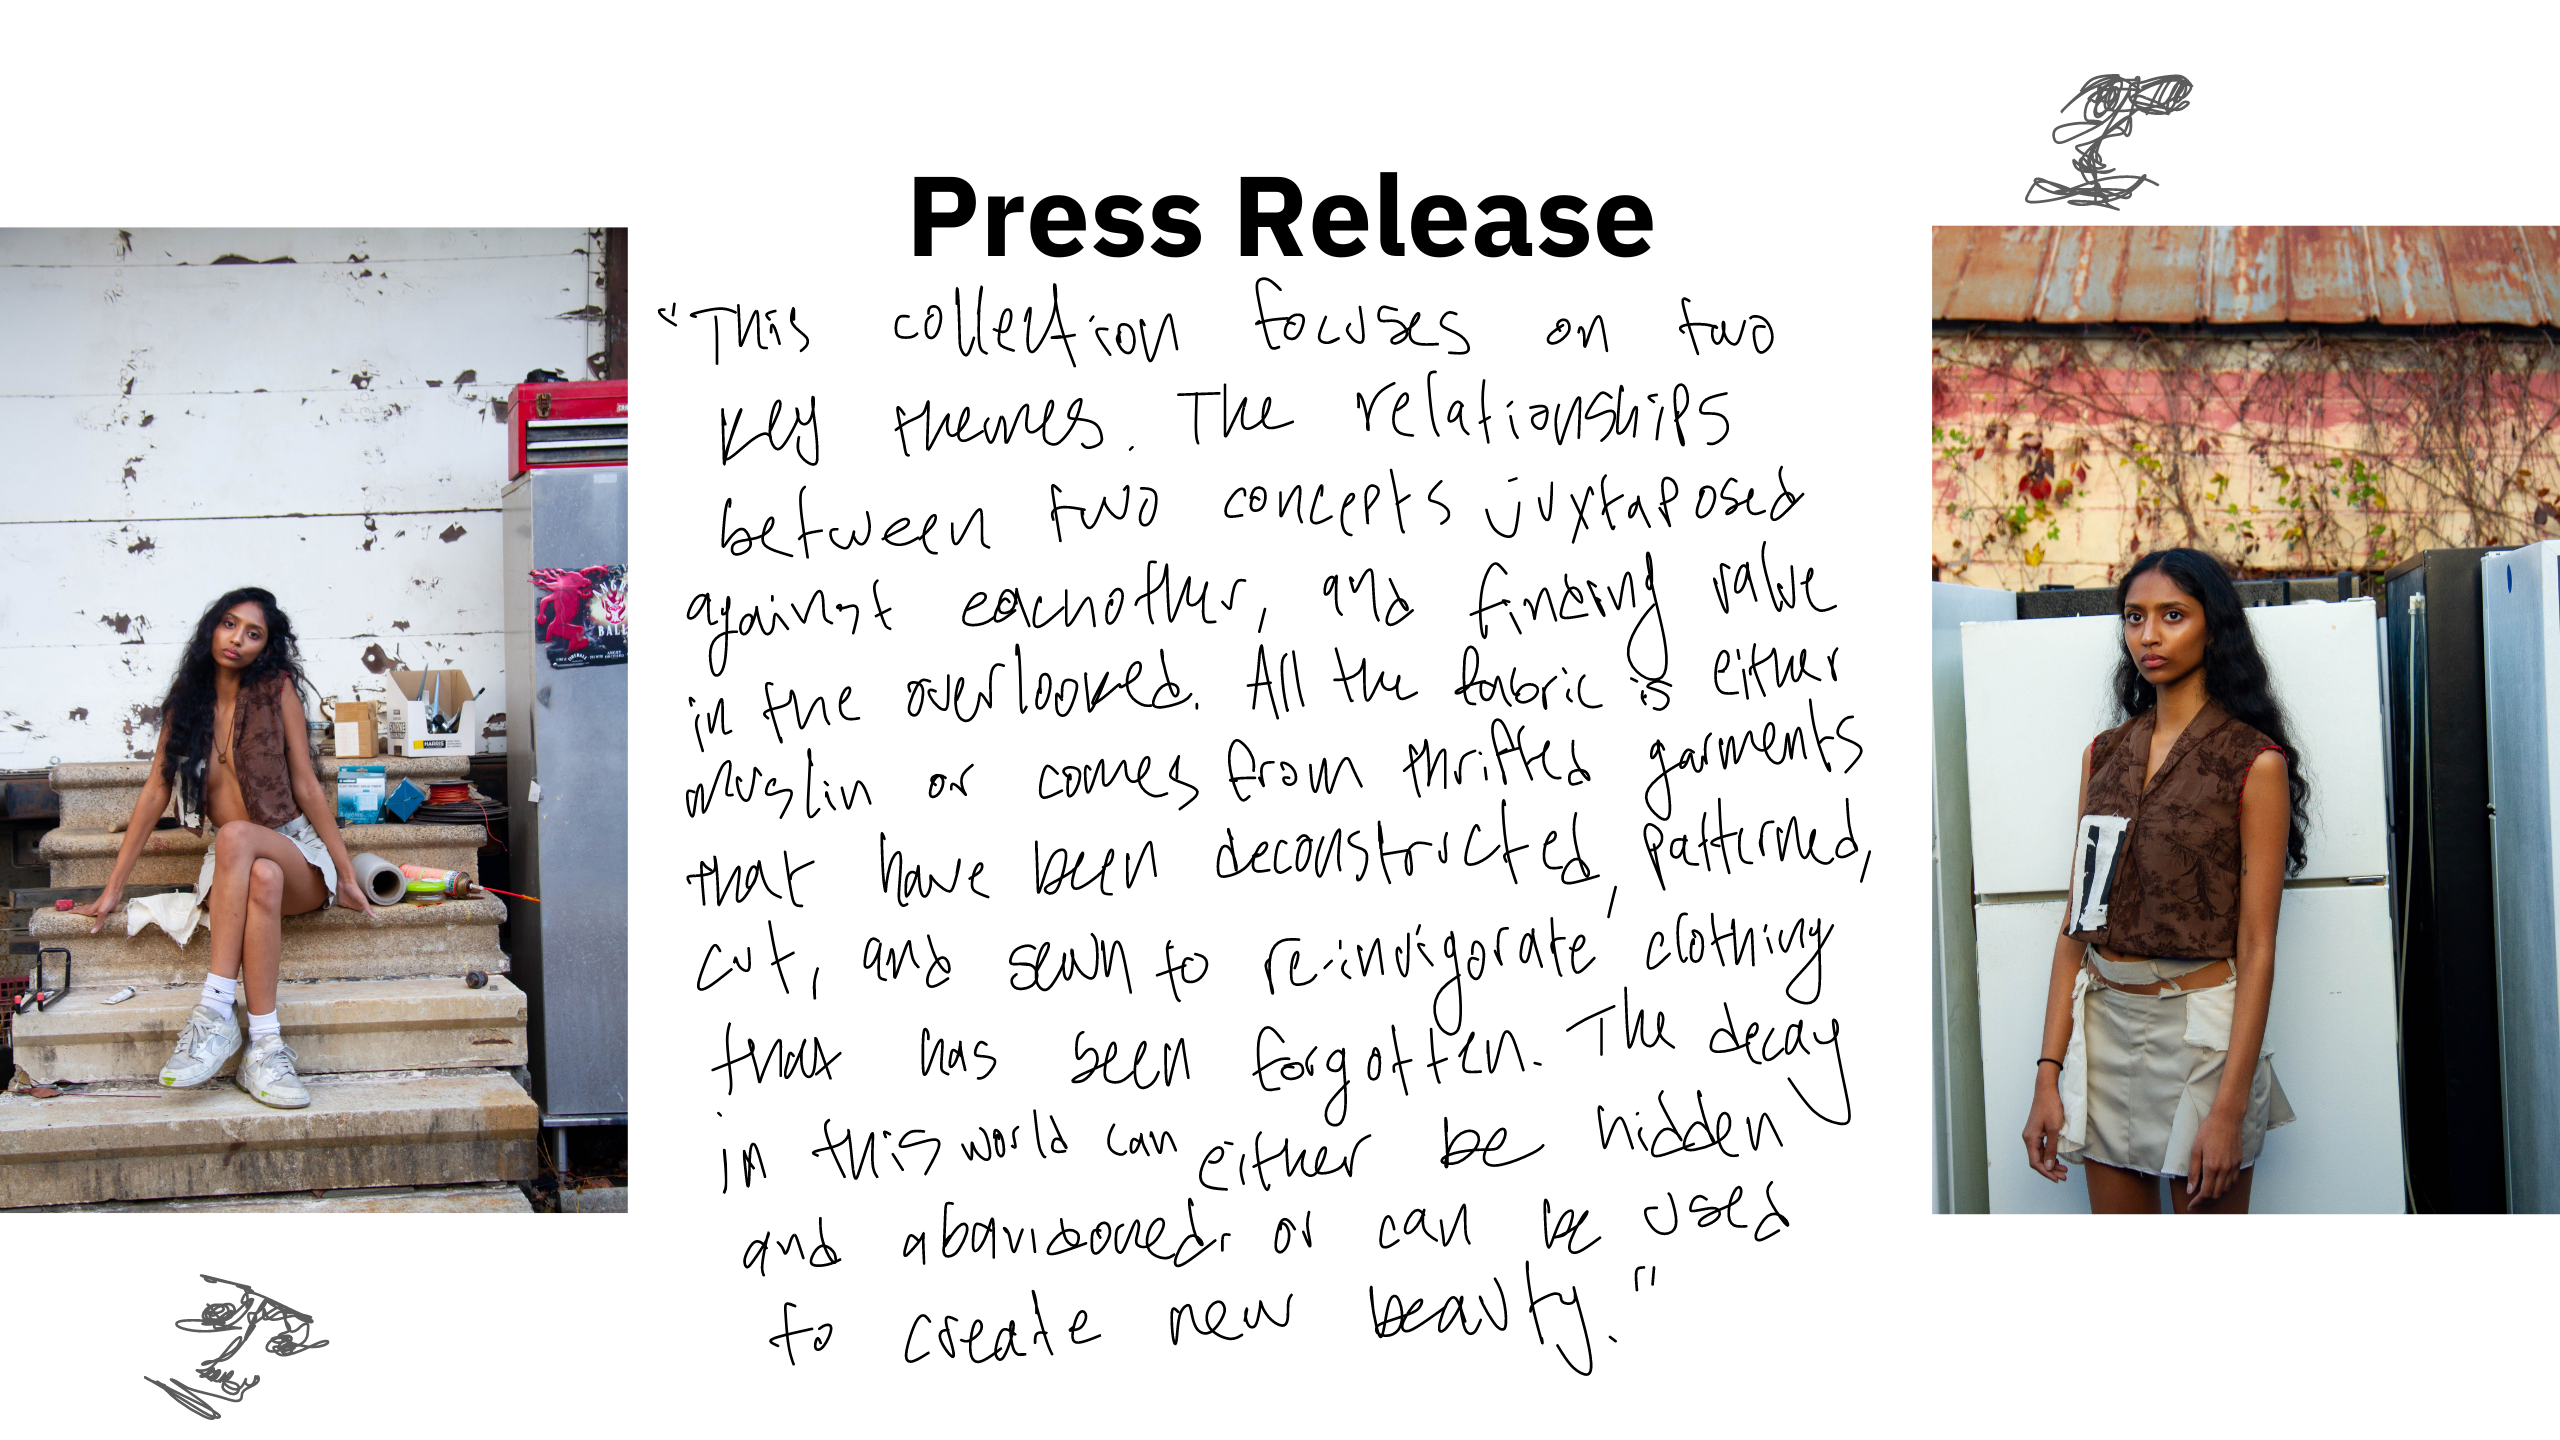 Press Release
"This collection focuses on two
key themes. The relationships
between two concepts juxtaposed
against eachother, and finding value
in the overlooked. All the fabric is either
muslin or comes from thrifted garments
that have been deconstructed, patterned,
cut, and sewn to re-invigorate clothing
that has been forgotten. The decay
in this world can either be hidden
and abandoned, or can be used
to create new beauty."
HARRIS
BALL